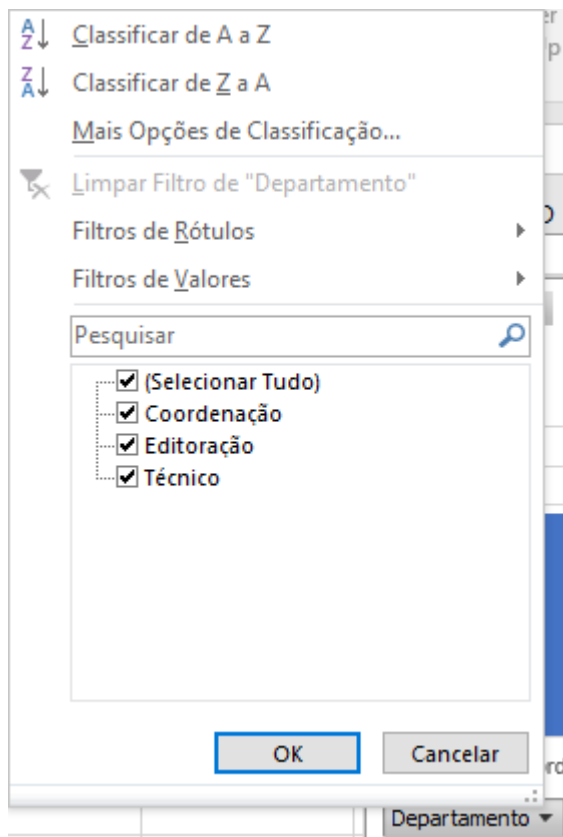 Classificar de A a Z
Classificar de Z a A
Mais Opções de Classificação...
Limpar Filtro de "Departamento"
Filtros de Rótulos
Filtros de Valores
Pesquisar
(Selecionar Tudo)
Coordenação
Editoração
Técnico
OK
Cancelar
Departamento